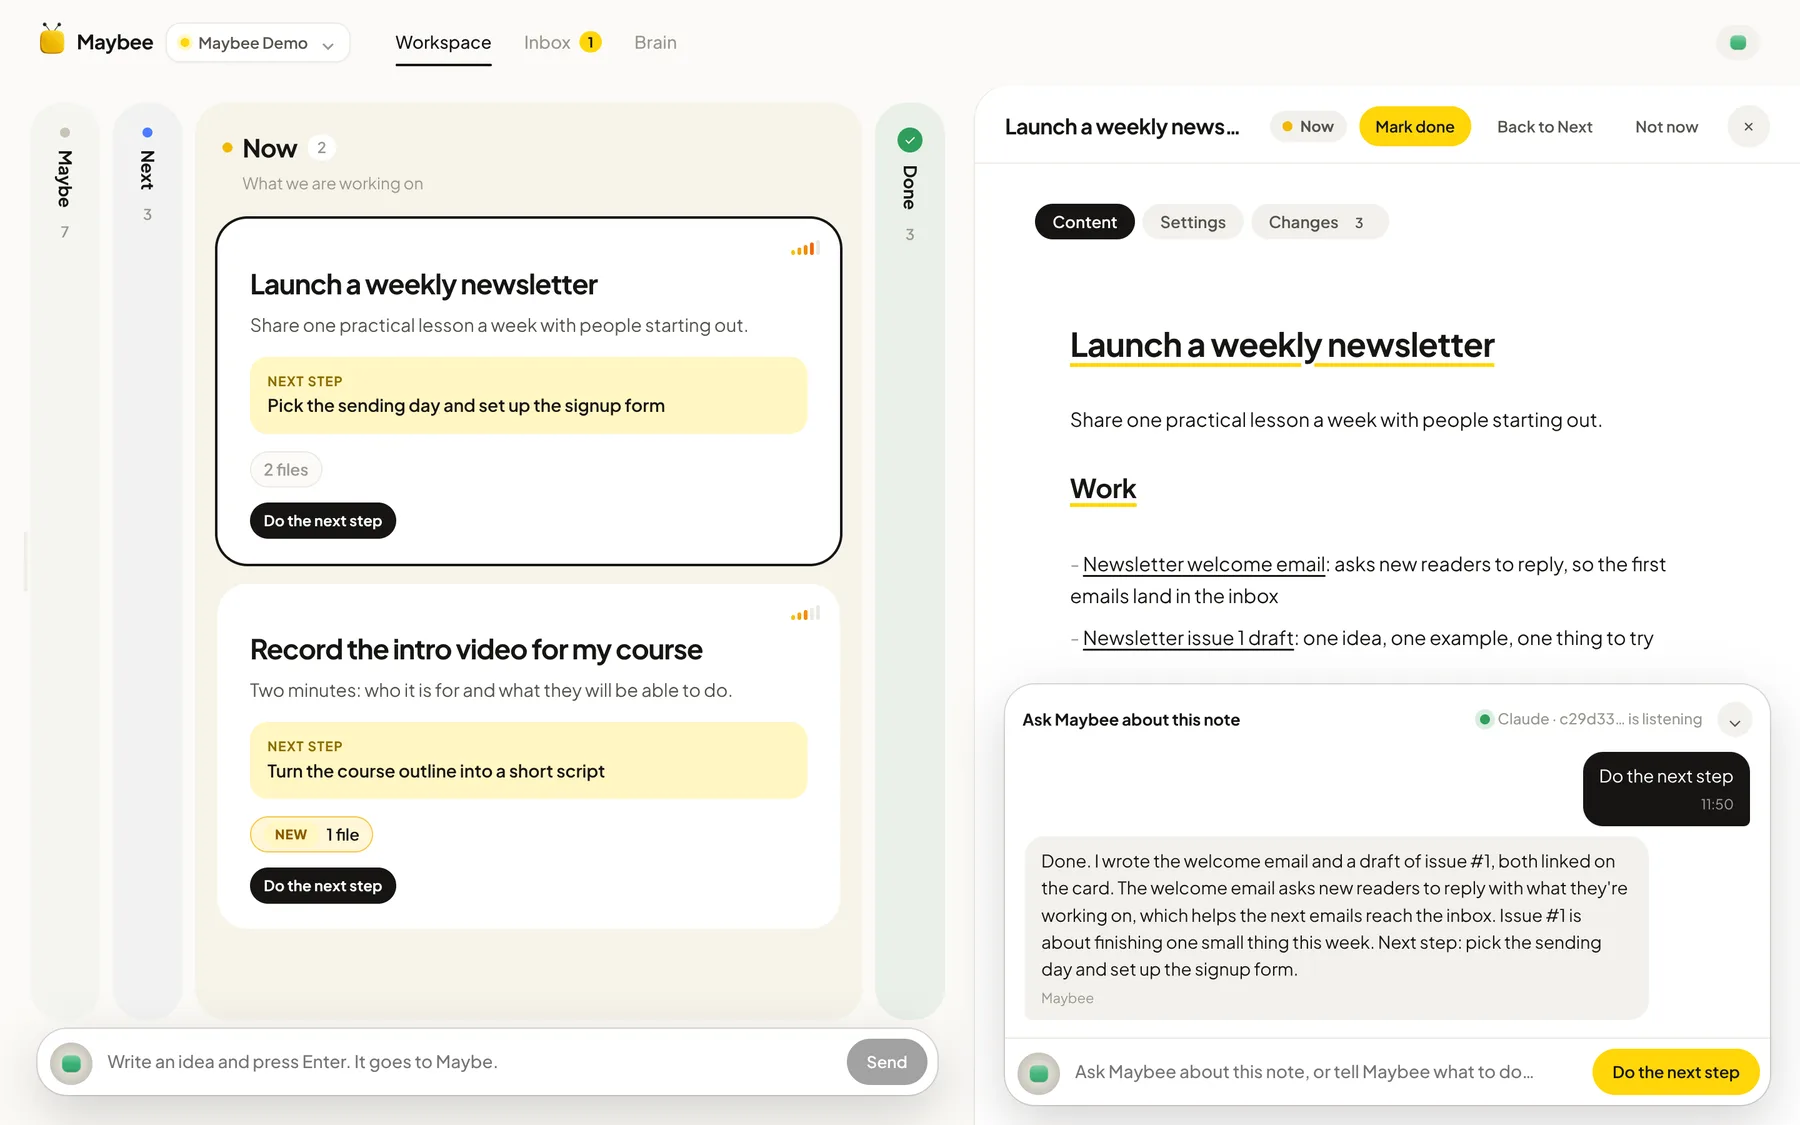 Maybee
Maybee Demo
Workspace
Inbox 1
Brain
Maybe
7
Next
3
Now 2
What we are working on
Launch a weekly newsletter
Share one practical lesson a week with people starting out.
NEXT STEP
Pick the sending day and set up the signup form
2 files
Do the next step
Record the intro video for my course
Two minutes: who it is for and what they will be able to do.
NEXT STEP
Turn the course outline into a short script
NEW 1 file
Do the next step
Done
3
Write an idea and press Enter. It goes to Maybe.
Send
Launch a weekly news...
Now
Mark done
Back to Next
Not now
×
Content
Settings
Changes 3
Launch a weekly newsletter
Share one practical lesson a week with people starting out.
Work
- Newsletter welcome email: asks new readers to reply, so the first
emails land in the inbox
- Newsletter issue 1 draft: one idea, one example, one thing to try
Ask Maybee about this note
Claude · c29d33... is listening
Do the next step
11:50
Done. I wrote the welcome email and a draft of issue #1, both linked on
the card. The welcome email asks new readers to reply with what they're
working on, which helps the next emails reach the inbox. Issue #1 is
about finishing one small thing this week. Next step: pick the sending
day and set up the signup form.
Maybee
Ask Maybee about this note, or tell Maybee what to do...
Do the next step